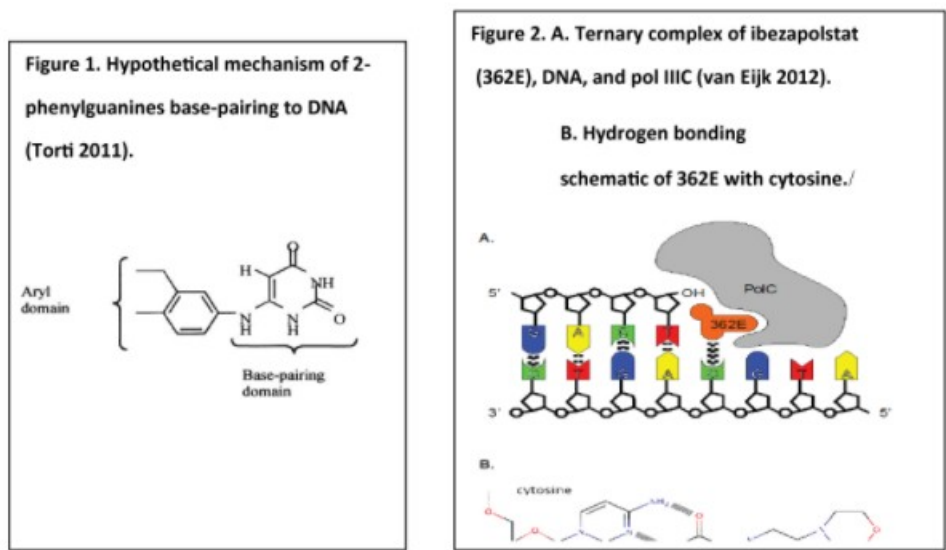 Figure 1. Hypothetical mechanism of 2-
phenylguanines base-pairing to DNA
(Torti 2011).
O
H
NH
N
H
N
H
O
Aryl
domain
Base-pairing
domain
Figure 2. A. Ternary complex of ibezapolstat
(362E), DNA, and pol IIIC (van Eijk 2012).
B. Hydrogen bonding
schematic of 362E with cytosine./
A.
5'
OH
PolC
362E
A
T
A
T
A
3'
5'
B.
cytosine